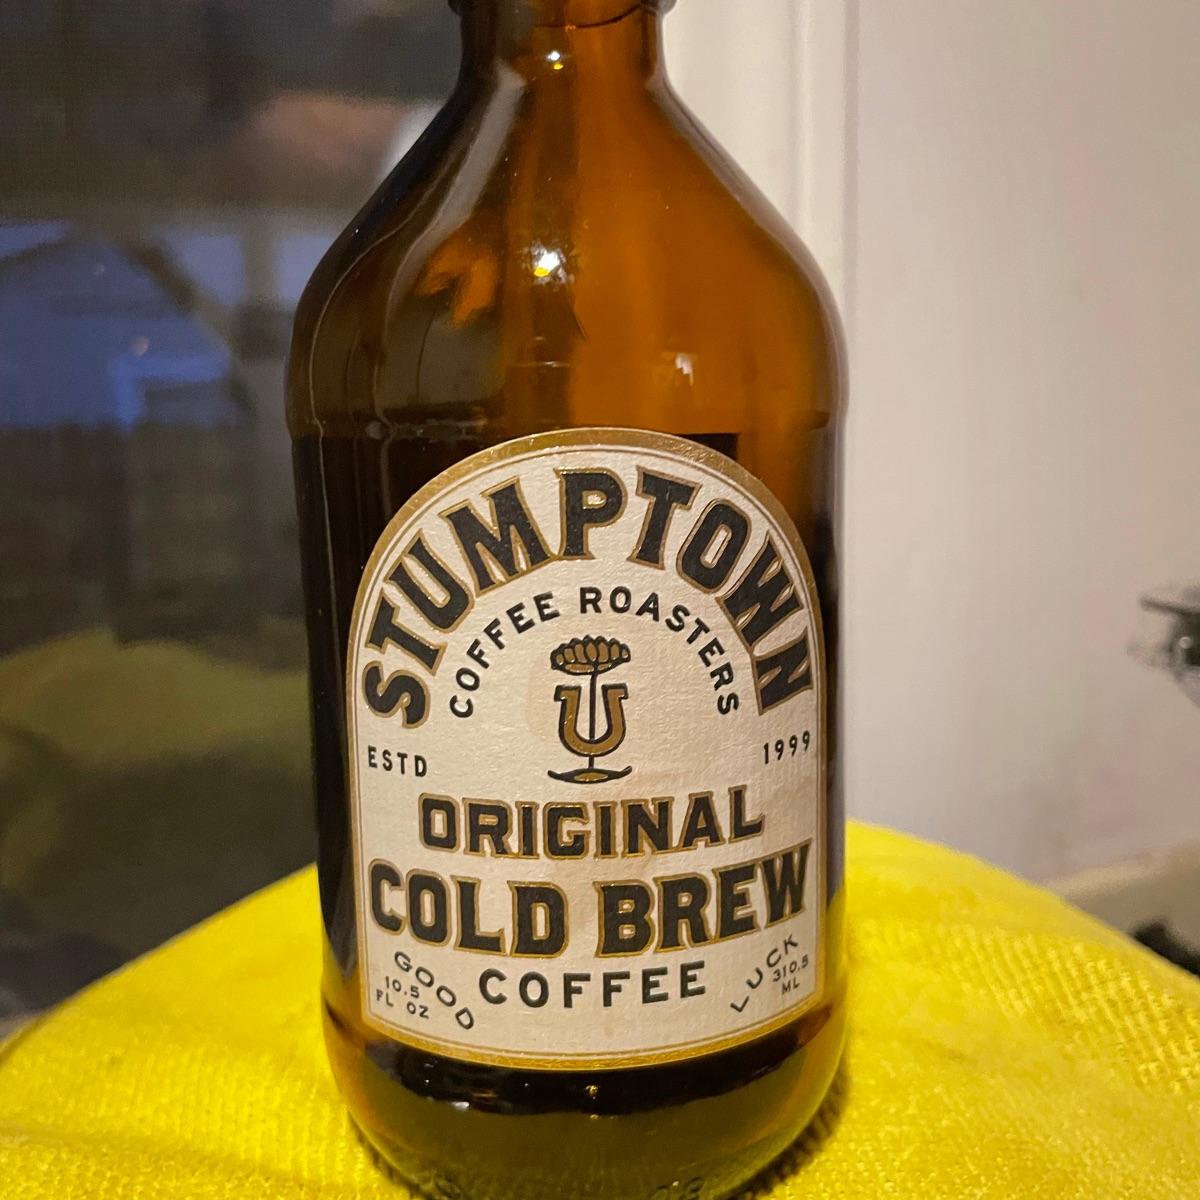 STUMPTOWN
COFFEE ROASTERS
ESTD 1999
ORIGINAL
COLD BREW
COFFEE
GOOD LUCK
10.5 FL OZ
310.5 ML